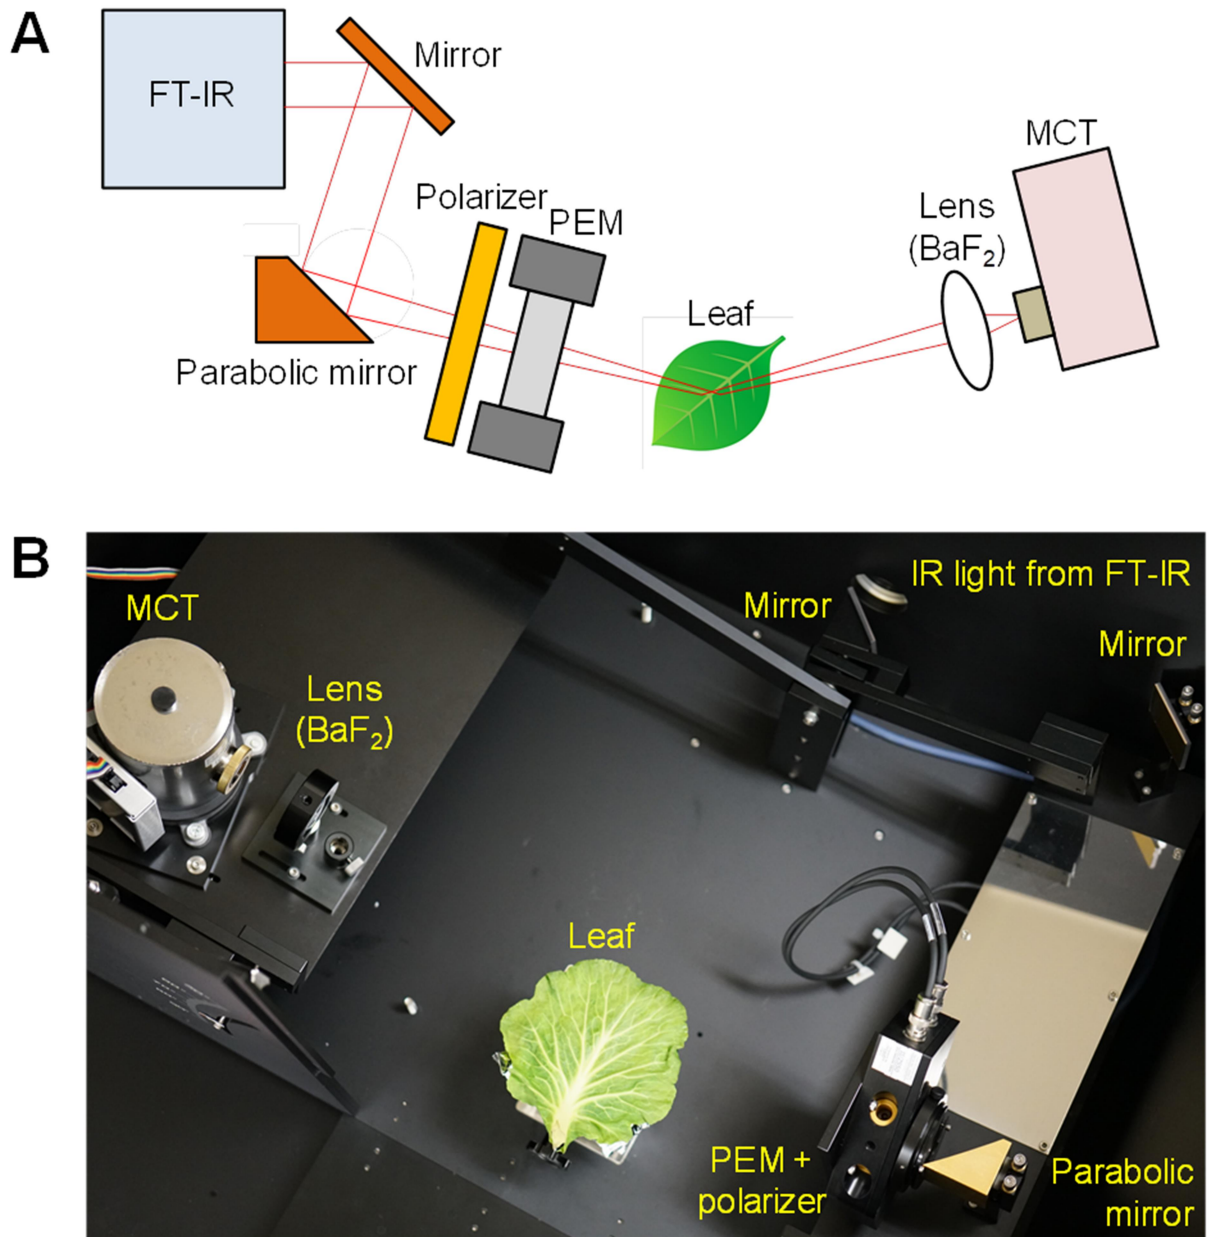 A
FT-IR
Mirror
MCT
Polarizer
PEM
Lens
(BaF₂)
Leaf
Parabolic mirror
B
IR light from FT-IR
MCT
Mirror
Mirror
Lens
(BaF₂)
Leaf
PEM +
polarizer
Parabolic
mirror